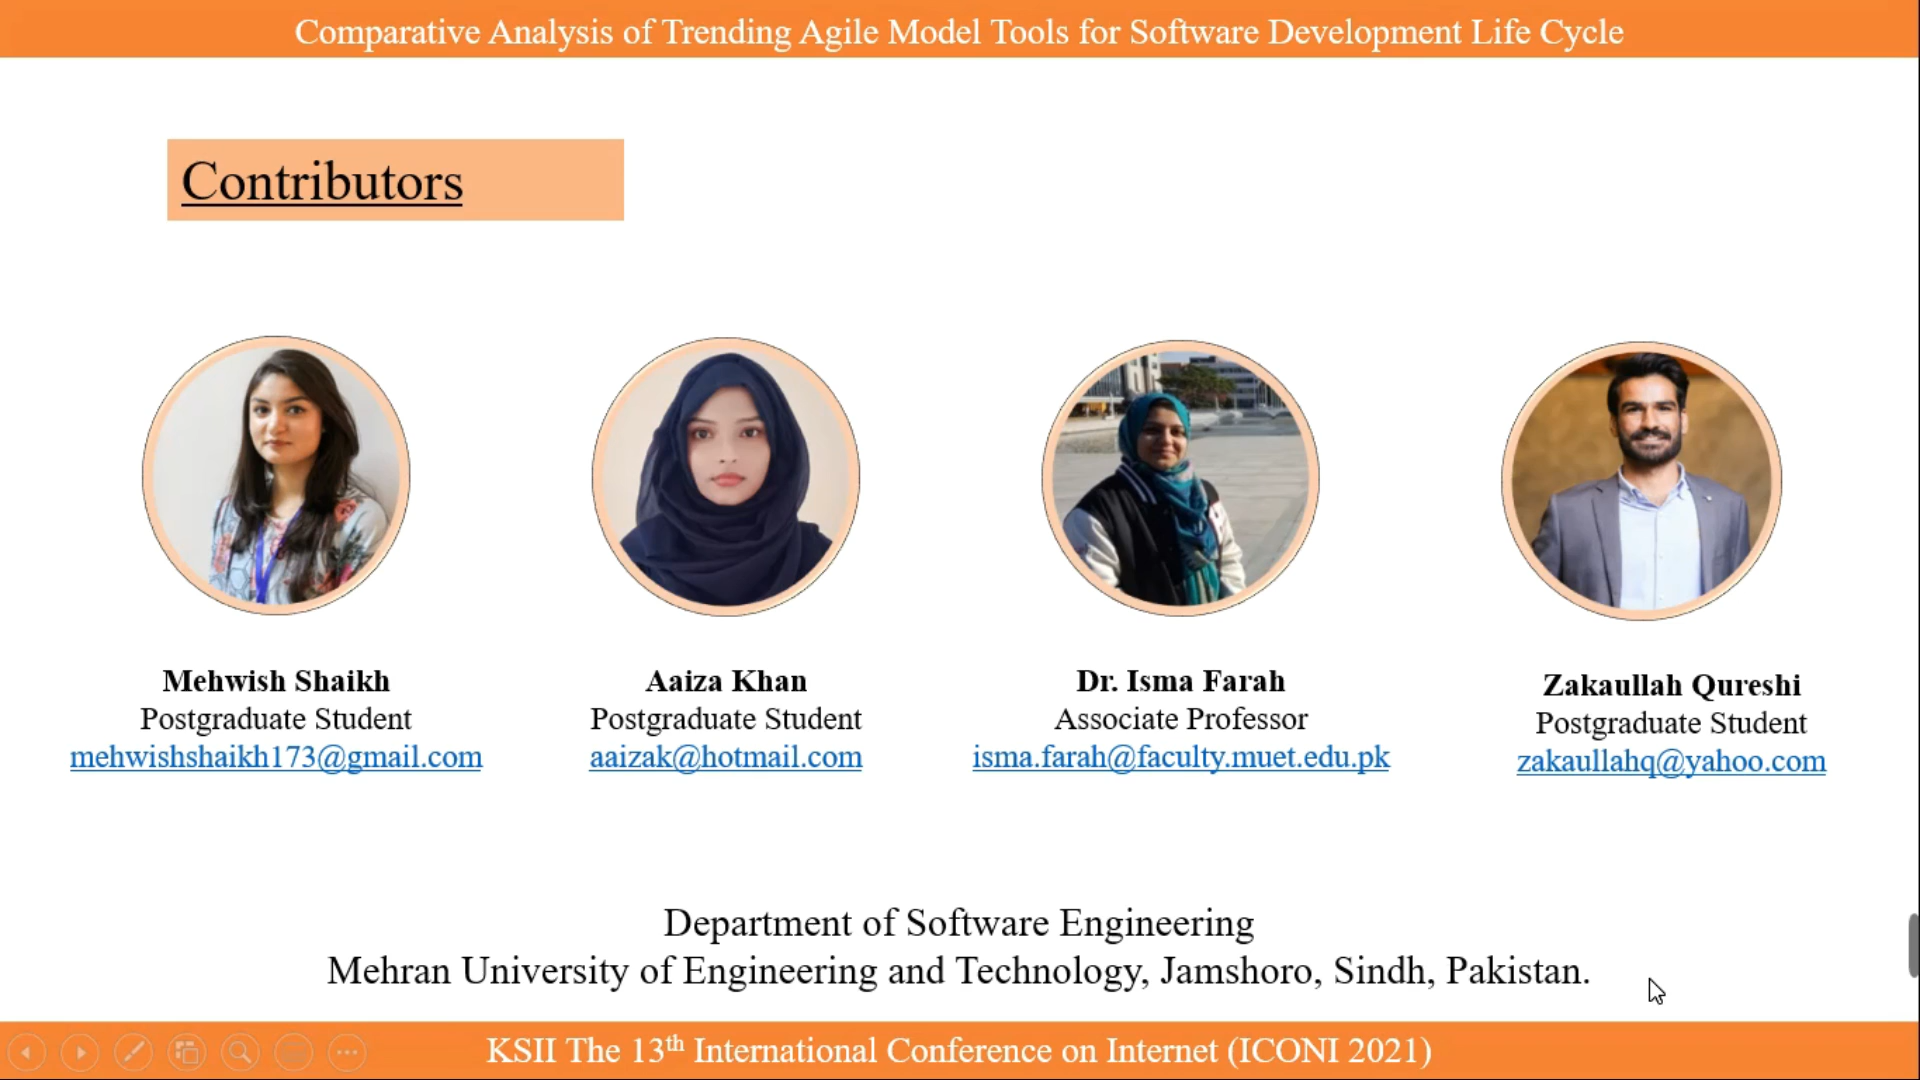 Comparative Analysis of Trending Agile Model Tools for Software Development Life Cycle
Contributors
Mehwish Shaikh
Postgraduate Student
mehwishshaikh173@gmail.com
Aaiza Khan
Postgraduate Student
aaizak@hotmail.com
Dr. Isma Farah
Associate Professor
isma.farah@faculty.muet.edu.pk
Zakaullah Qureshi
Postgraduate Student
zakaullahq@yahoo.com
Department of Software Engineering
Mehran University of Engineering and Technology, Jamshoro, Sindh, Pakistan.
KSII The 13th International Conference on Internet (ICONI 2021)